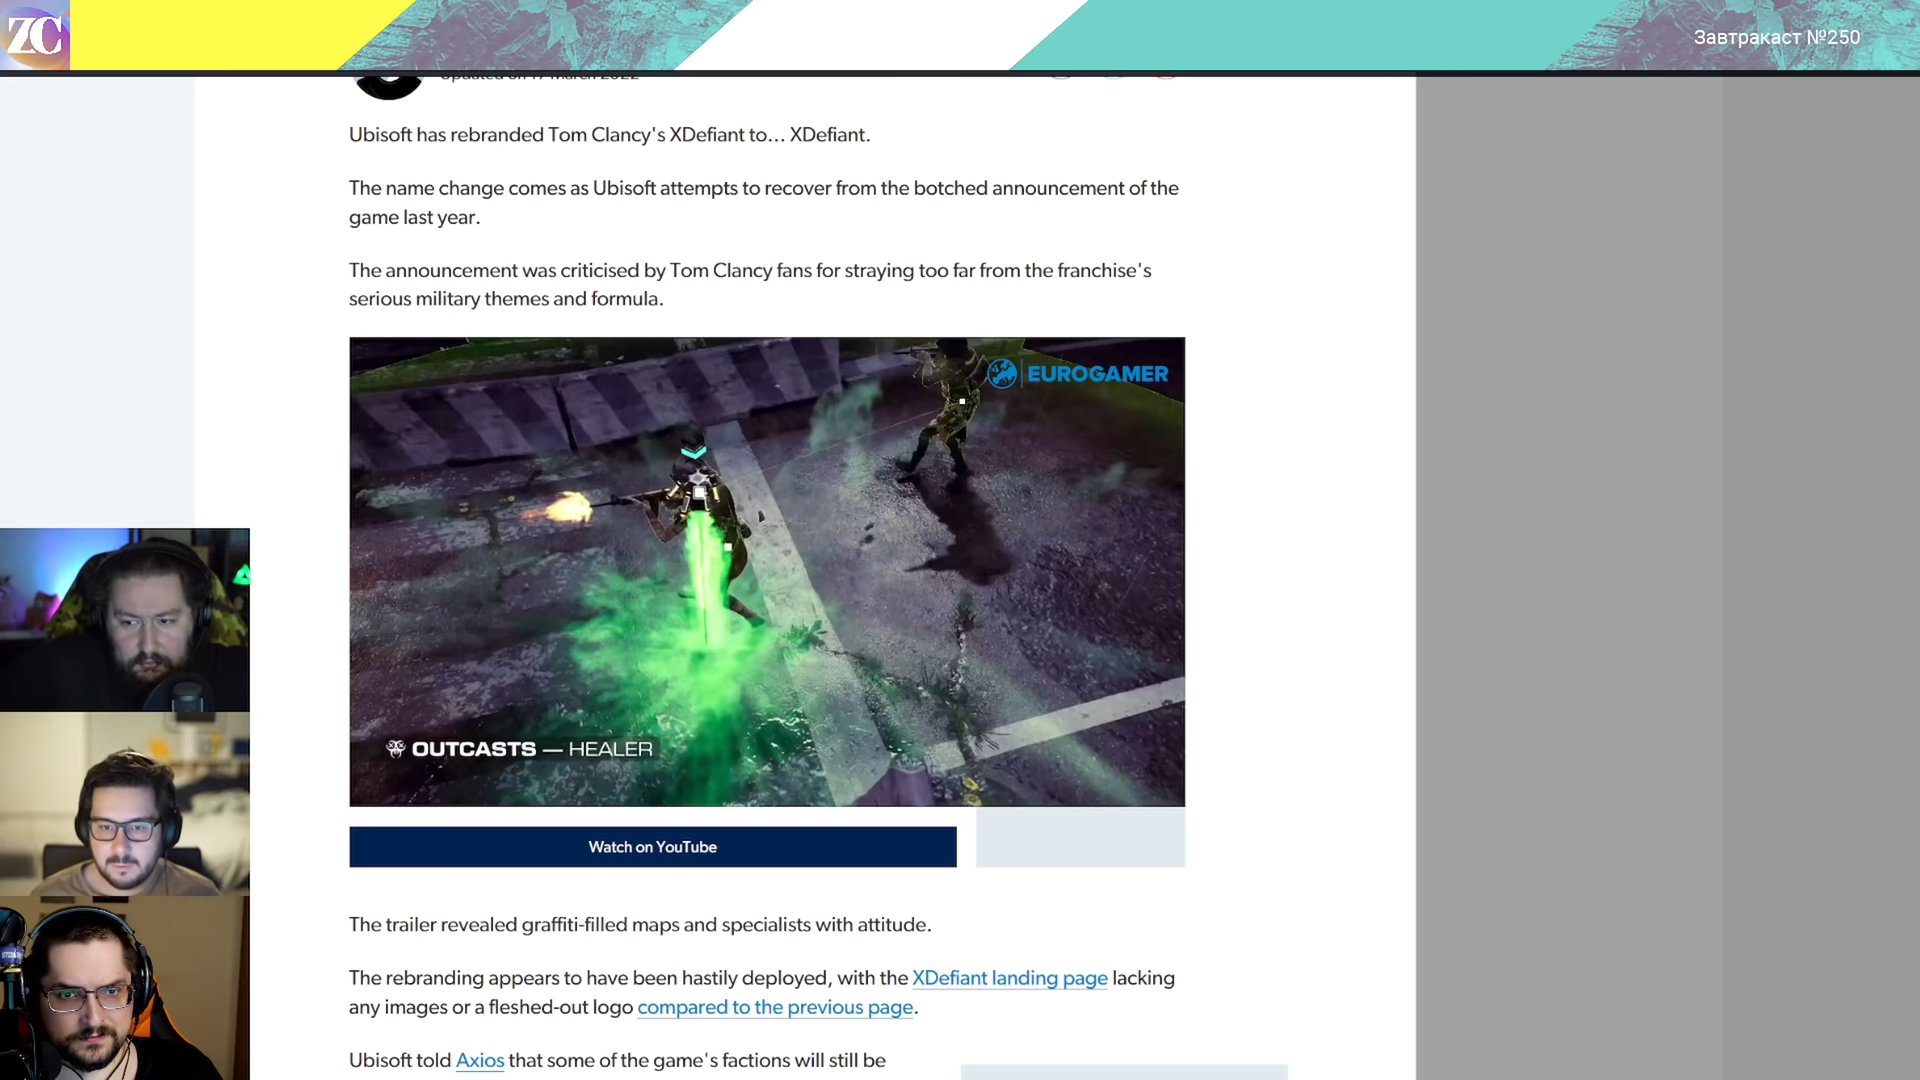 ZC
Завтракаст №250
Updated on 17 March 2022
Ubisoft has rebranded Tom Clancy's XDefiant to... XDefiant.
The name change comes as Ubisoft attempts to recover from the botched announcement of the
game last year.
The announcement was criticised by Tom Clancy fans for straying too far from the franchise's
serious military themes and formula.
EUROGAMER
OUTCASTS — HEALER
Watch on YouTube
The trailer revealed graffiti-filled maps and specialists with attitude.
The rebranding appears to have been hastily deployed, with the XDefiant landing page lacking
any images or a fleshed-out logo compared to the previous page.
Ubisoft told Axios that some of the game's factions will still be